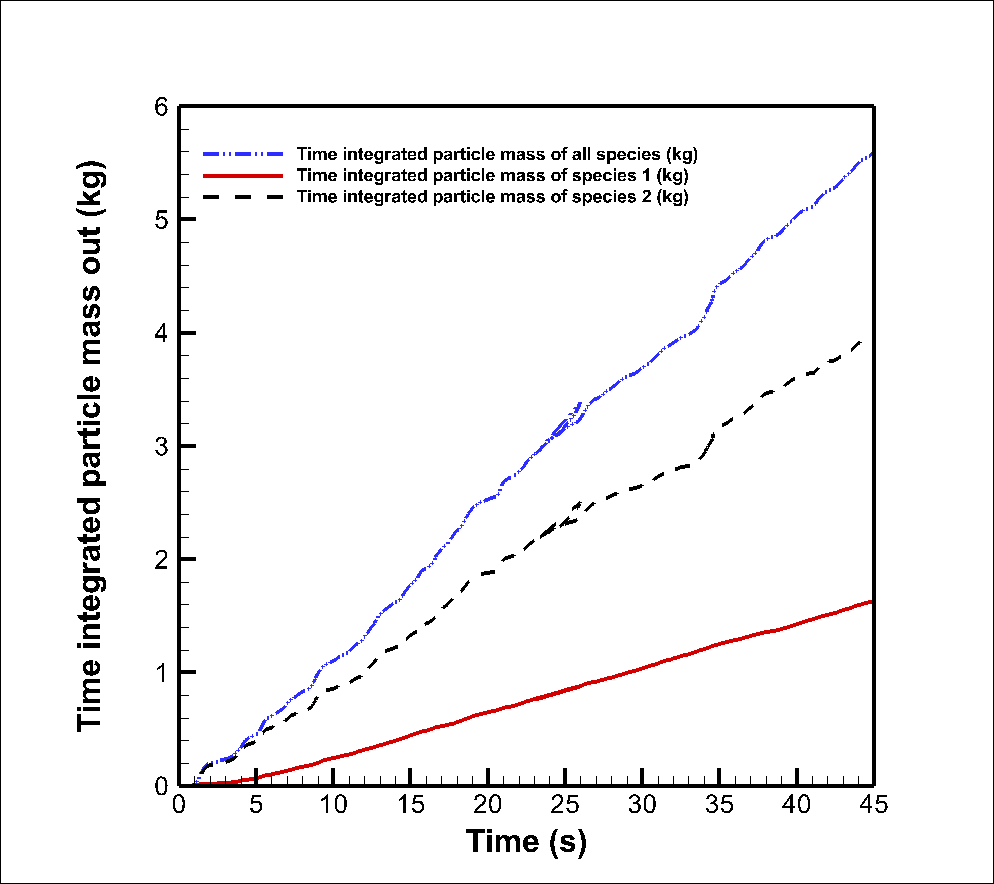 6
Time integrated particle mass of all species (kg)
Time integrated particle mass of species 1 (kg)
Time integrated particle mass of species 2 (kg)
5
4
3
2
1
0
Time integrated particle mass out (kg)
0 5 10 15 20 25 30 35 40 45
Time (s)